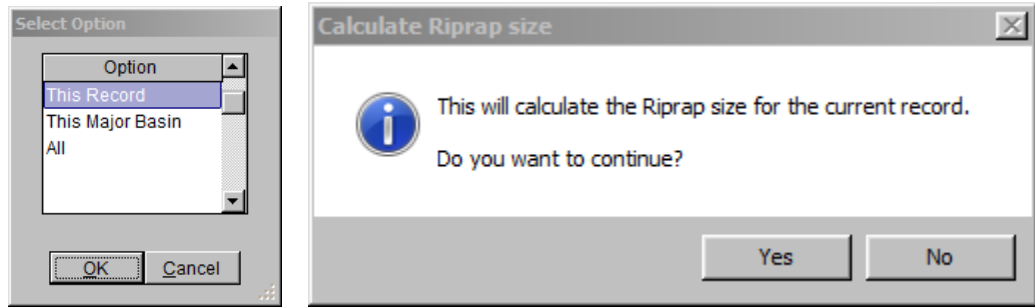 Select Option
Option
This Record
This Major Basin
All
OK
Cancel
Calculate Riprap size
This will calculate the Riprap size for the current record.
Do you want to continue?
Yes
No